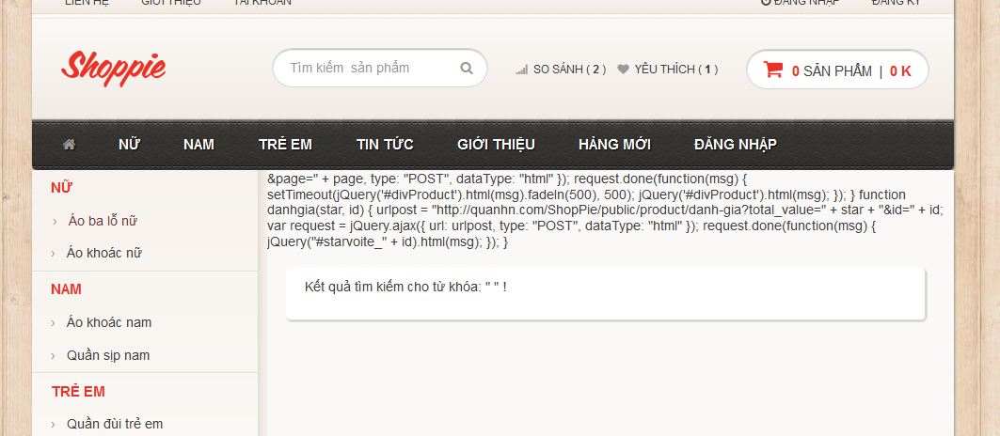 LIÊN HỆ GIỚI THIỆU TÀI KHOẢN ĐĂNG NHẬP ĐĂNG KÝ
Shoppie
Tìm kiếm sản phẩm
SO SÁNH ( 2 ) YÊU THÍCH ( 1 )
0 SẢN PHẨM | 0 K
NỮ NAM TRẺ EM TIN TỨC GIỚI THIỆU HÀNG MỚI ĐĂNG NHẬP
NỮ
› Áo ba lỗ nữ
› Áo khoác nữ
NAM
› Áo khoác nam
› Quần sịp nam
TRẺ EM
› Quần đùi trẻ em
&page=" + page, type: "POST", dataType: "html" }); request.done(function(msg) {
setTimeout(jQuery('#divProduct').html(msg).fadeIn(500), 500); jQuery('#divProduct').html(msg); }); } function
danhgia(star, id) { urlpost = "http://quanhn.com/ShopPie/public/product/danh-gia?total_value=" + star + "&id=" + id;
var request = jQuery.ajax({ url: urlpost, type: "POST", dataType: "html" }); request.done(function(msg) {
jQuery("#starvoite_" + id).html(msg); }); }
Kết quả tìm kiếm cho từ khóa: " " !